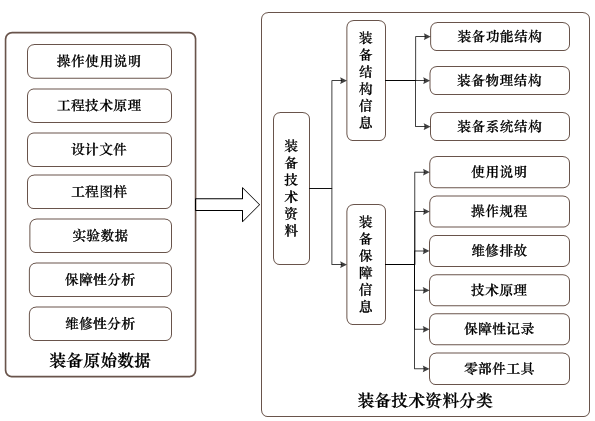 操作使用说明
工程技术原理
设计文件
工程图样
实验数据
保障性分析
维修性分析
装备原始数据
装备技术资料
装备结构信息
装备功能结构
装备物理结构
装备系统结构
装备保障信息
使用说明
操作规程
维修排故
技术原理
保障性记录
零部件工具
装备技术资料分类